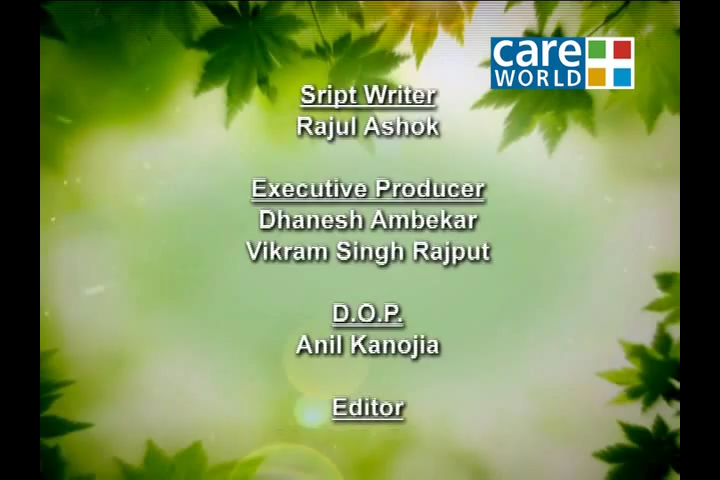 care
WORLD
Sript Writer
Rajul Ashok
Executive Producer
Dhanesh Ambekar
Vikram Singh Rajput
D.O.P.
Anil Kanojia
Editor